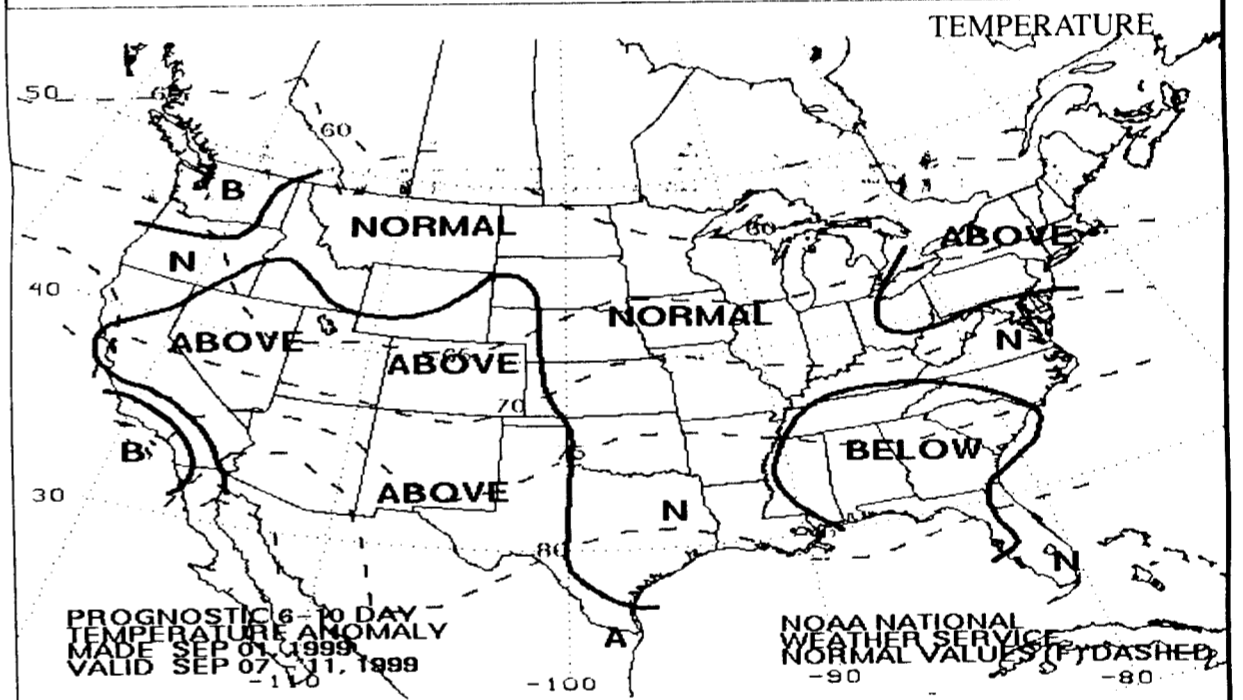 TEMPERATURE
50
60
B
NORMAL
60
ABOVE
N
40
NORMAL
N
ABOVE
ABOVE
70
B
BELOW
ABOVE
30
N
80
N
PROGNOSTIC 6-10 DAY
TEMPERATURE ANOMALY
MADE SEP 01, 1999
VALID SEP 07 - 11, 1999
A
NOAA NATIONAL
WEATHER SERVICE
NORMAL VALUES (F) DASHED
-110
-100
-90
-80